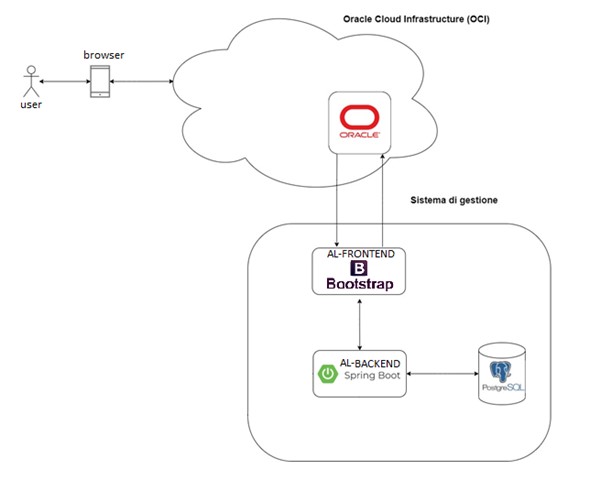 Oracle Cloud Infrastructure (OCI)
browser
user
ORACLE
Sistema di gestione
AL-FRONTEND
B
Bootstrap
AL-BACKEND
Spring Boot
PostgreSQL